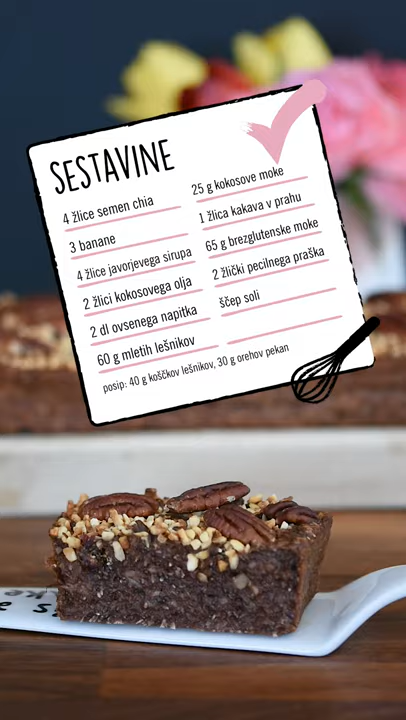 SESTAVINE
4 žlice semen chia
3 banane
4 žlice javorjevega sirupa
2 žlici kokosovega olja
2 dl ovsenega napitka
60 g mletih lešnikov
25 g kokosove moke
1 žlica kakava v prahu
65 g brezglutenske moke
2 žlički pecilnega praška
ščep soli
posip: 40 g koščkov lešnikov, 30 g orehov pekan